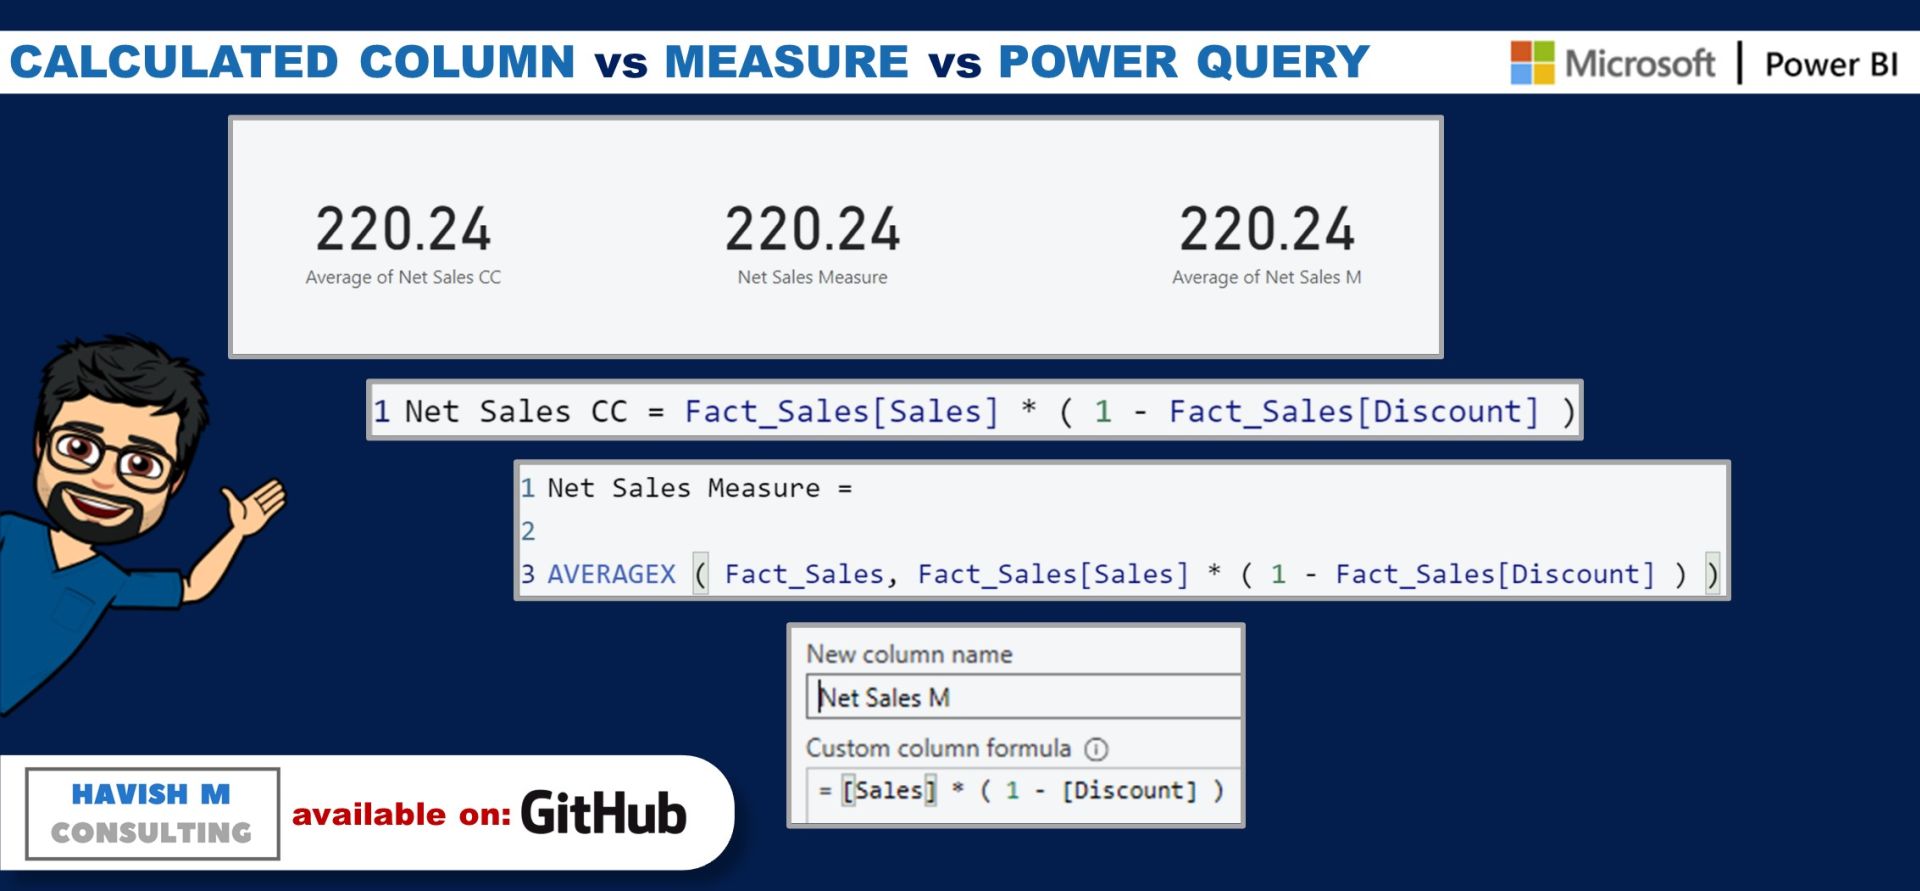 CALCULATED COLUMN vs MEASURE vs POWER QUERY
Microsoft | Power BI
220.24
Average of Net Sales CC
220.24
Net Sales Measure
220.24
Average of Net Sales M
1 Net Sales CC = Fact_Sales[Sales] * ( 1 - Fact_Sales[Discount] )
1 Net Sales Measure =
2
3 AVERAGEX ( Fact_Sales, Fact_Sales[Sales] * ( 1 - Fact_Sales[Discount] ) )
New column name
Net Sales M
Custom column formula
= [Sales] * ( 1 - [Discount] )
HAVISH M
CONSULTING
available on: GitHub